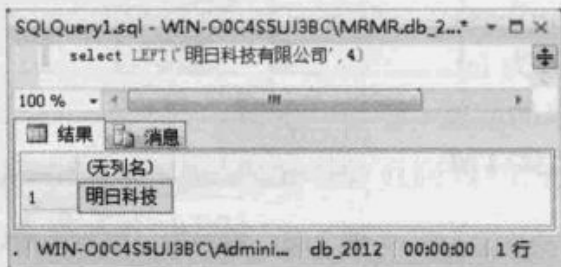 SQLQuery1.sql - WIN-O0C4S5UJ3BC\MRMR.db_2...*
select LEFT('明日科技有限公司',4)
100 %
结果 消息
(无列名)
1 明日科技
. WIN-O0C4S5UJ3BC\Admini... db_2012 00:00:00 1 行